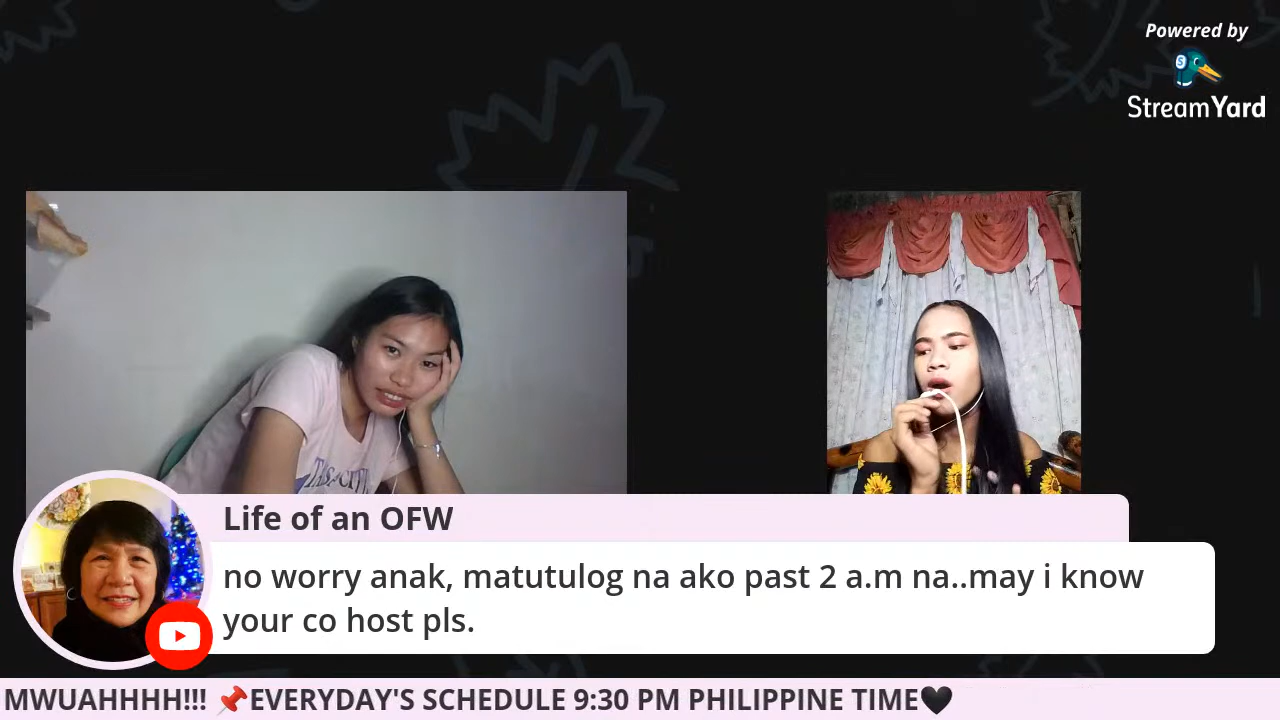 Powered by
StreamYard
Life of an OFW
no worry anak, matutulog na ako past 2 a.m na..may i know
your co host pls.
MWUAHHHH!!! 📌EVERYDAY'S SCHEDULE 9:30 PM PHILIPPINE TIME🖤